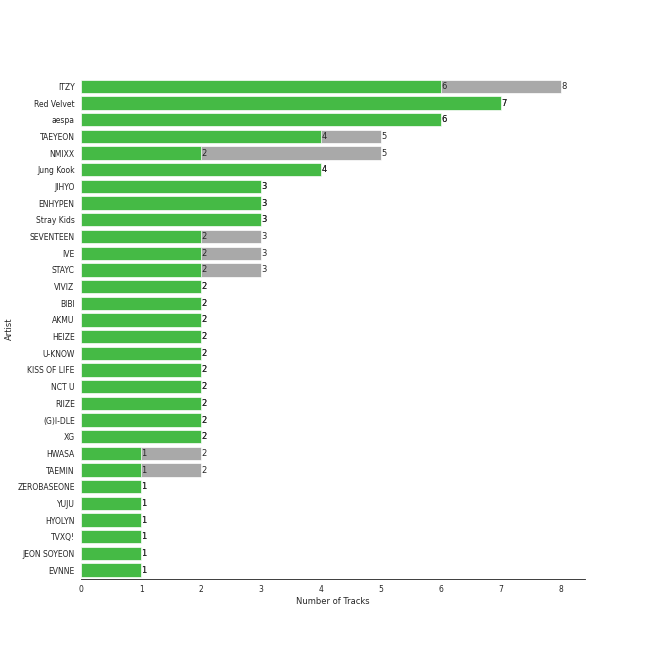 ITZY 6 8
Red Velvet 7
aespa 6
TAEYEON 4 5
NMIXX 2 5
Jung Kook 4
JIHYO 3
ENHYPEN 3
Stray Kids 3
SEVENTEEN 2 3
IVE 2 3
STAYC 2 3
VIVIZ 2
BIBI 2
AKMU 2
HEIZE 2
U-KNOW 2
KISS OF LIFE 2
NCT U 2
RIIZE 2
(G)I-DLE 2
XG 2
HWASA 1 2
TAEMIN 1 2
ZEROBASEONE 1
YUJU 1
HYOLYN 1
TVXQ! 1
JEON SOYEON 1
EVNNE 1
Artist
0 1 2 3 4 5 6 7 8
Number of Tracks